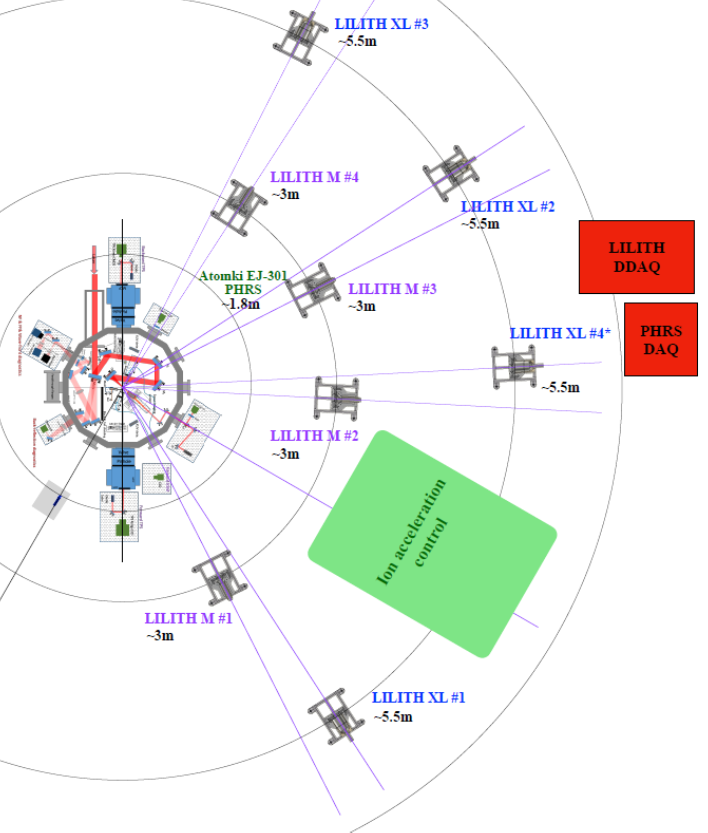 LILITH XL #3
~5.5m
LILITH M #4
~3m
LILITH XL #2
~5.5m
LILITH
DDAQ
Atomki EJ-301
PHRS
~1.8m
LILITH M #3
~3m
PHRS
DAQ
LILITH XL #4*
~5.5m
LILITH M #2
~3m
Ion acceleration
control
LILITH M #1
~3m
LILITH XL #1
~5.5m